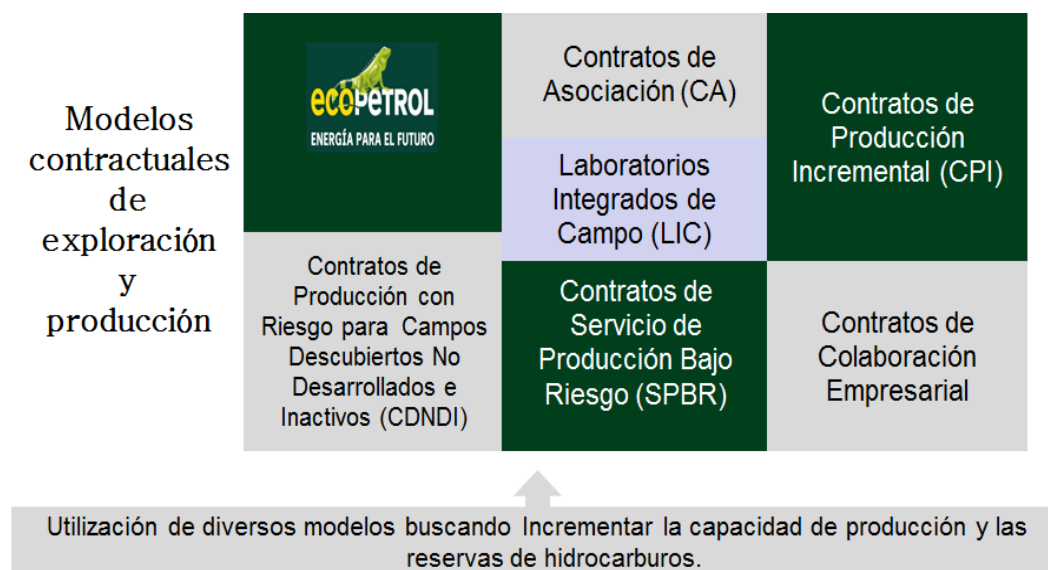 Modelos
contractuales
de
exploración
y
producción
ecopetrol
ENERGÍA PARA EL FUTURO
Contratos de
Asociación (CA)
Contratos de
Producción
Incremental (CPI)
Laboratorios
Integrados de
Campo (LIC)
Contratos de
Producción con
Riesgo para Campos
Descubiertos No
Desarrollados e
Inactivos (CDNDI)
Contratos de
Servicio de
Producción Bajo
Riesgo (SPBR)
Contratos de
Colaboración
Empresarial
Utilización de diversos modelos buscando Incrementar la capacidad de producción y las
reservas de hidrocarburos.